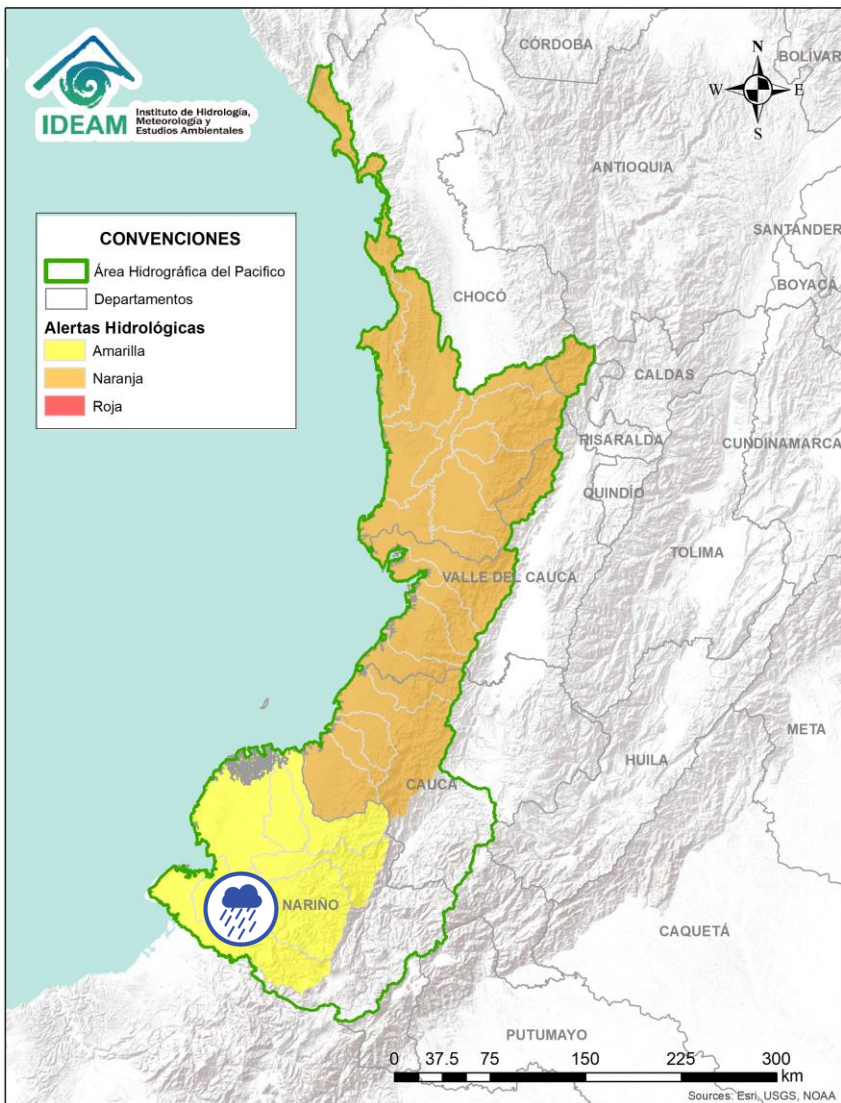 IDEAM
Instituto de Hidrología,
Meteorología y
Estudios Ambientales
CÓRDOBA
BOLÍVAR
N
W
E
S
ANTIOQUIA
SANTANDER
BOYACÁ
CONVENCIONES
Área Hidrográfica del Pacifico
Departamentos
Alertas Hidrológicas
Amarilla
Naranja
Roja
CHOCÓ
CALDAS
RISARALDA
CUNDINAMARCA
QUINDÍO
TOLIMA
VALLE DEL CAUCA
META
HUILA
CAUCA
NARIÑO
CAQUETÁ
PUTUMAYO
0 37.5 75 150 225 300
km
Sources: Esri, USGS, NOAA